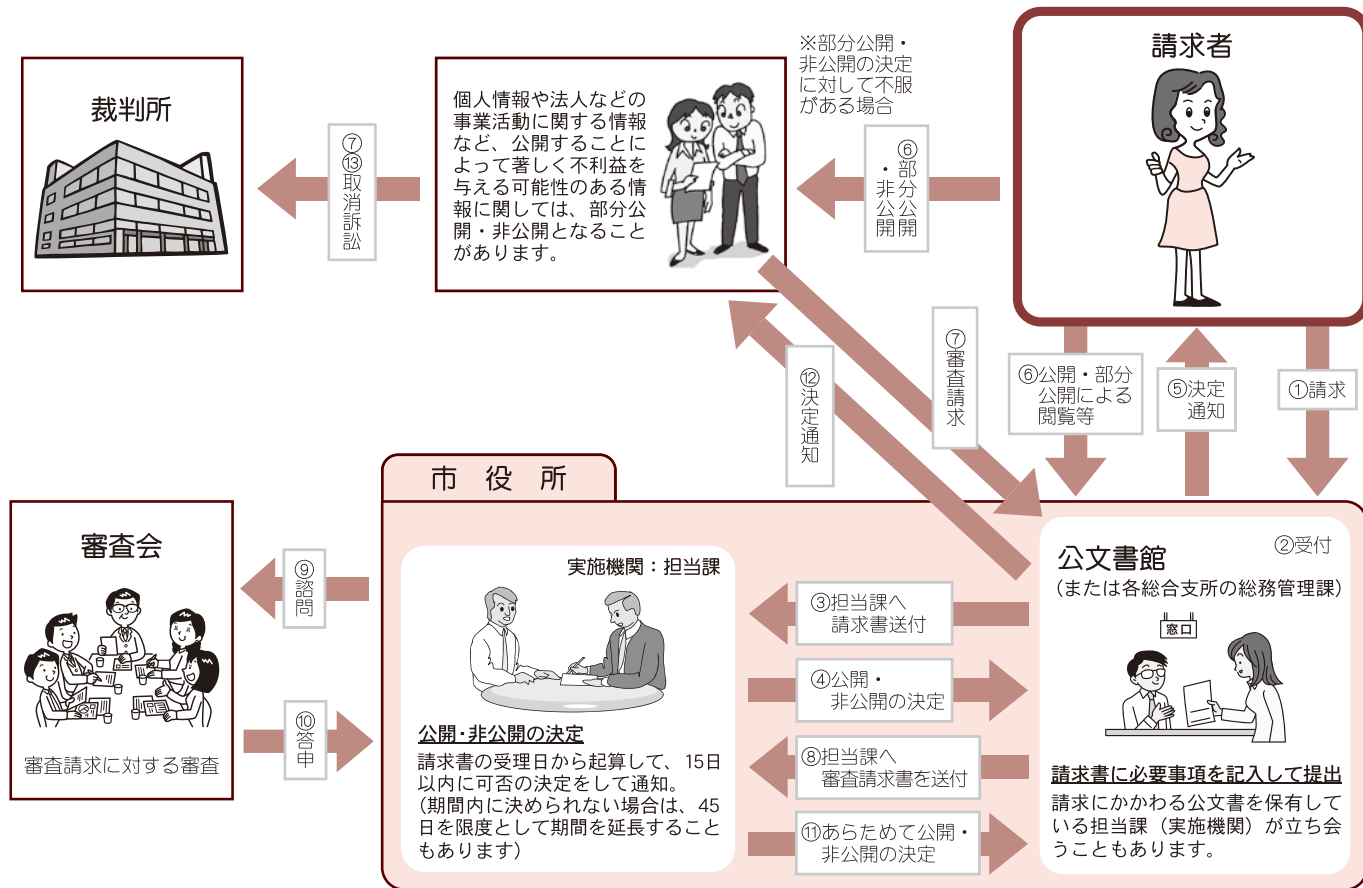 裁判所
⑦⑬取消訴訟
個人情報や法人などの
事業活動に関する情報
など、公開することに
よって著しく不利益を
与える可能性のある情
報に関しては、部分公
開・非公開となること
があります。
※部分公開・
非公開の決定
に対して不服
がある場合
⑥部分公開
・非公開
請求者
⑫決定通知
⑦審査請求
⑥公開・部分
公開による
閲覧等
⑤決定
通知
①請求
市役所
審査会
審査請求に対する審査
⑨諮問
⑩答申
実施機関：担当課
公開・非公開の決定
請求書の受理日から起算して、15日
以内に可否の決定をして通知。
(期間内に決められない場合は、45
日を限度として期間を延長すること
もあります)
③担当課へ
請求書送付
④公開・
非公開の決定
⑧担当課へ
審査請求書を送付
⑪あらためて公開・
非公開の決定
②受付
公文書館
(または各総合支所の総務管理課)
窓口
請求書に必要事項を記入して提出
請求にかかわる公文書を保有して
いる担当課（実施機関）が立ち会
うこともあります。